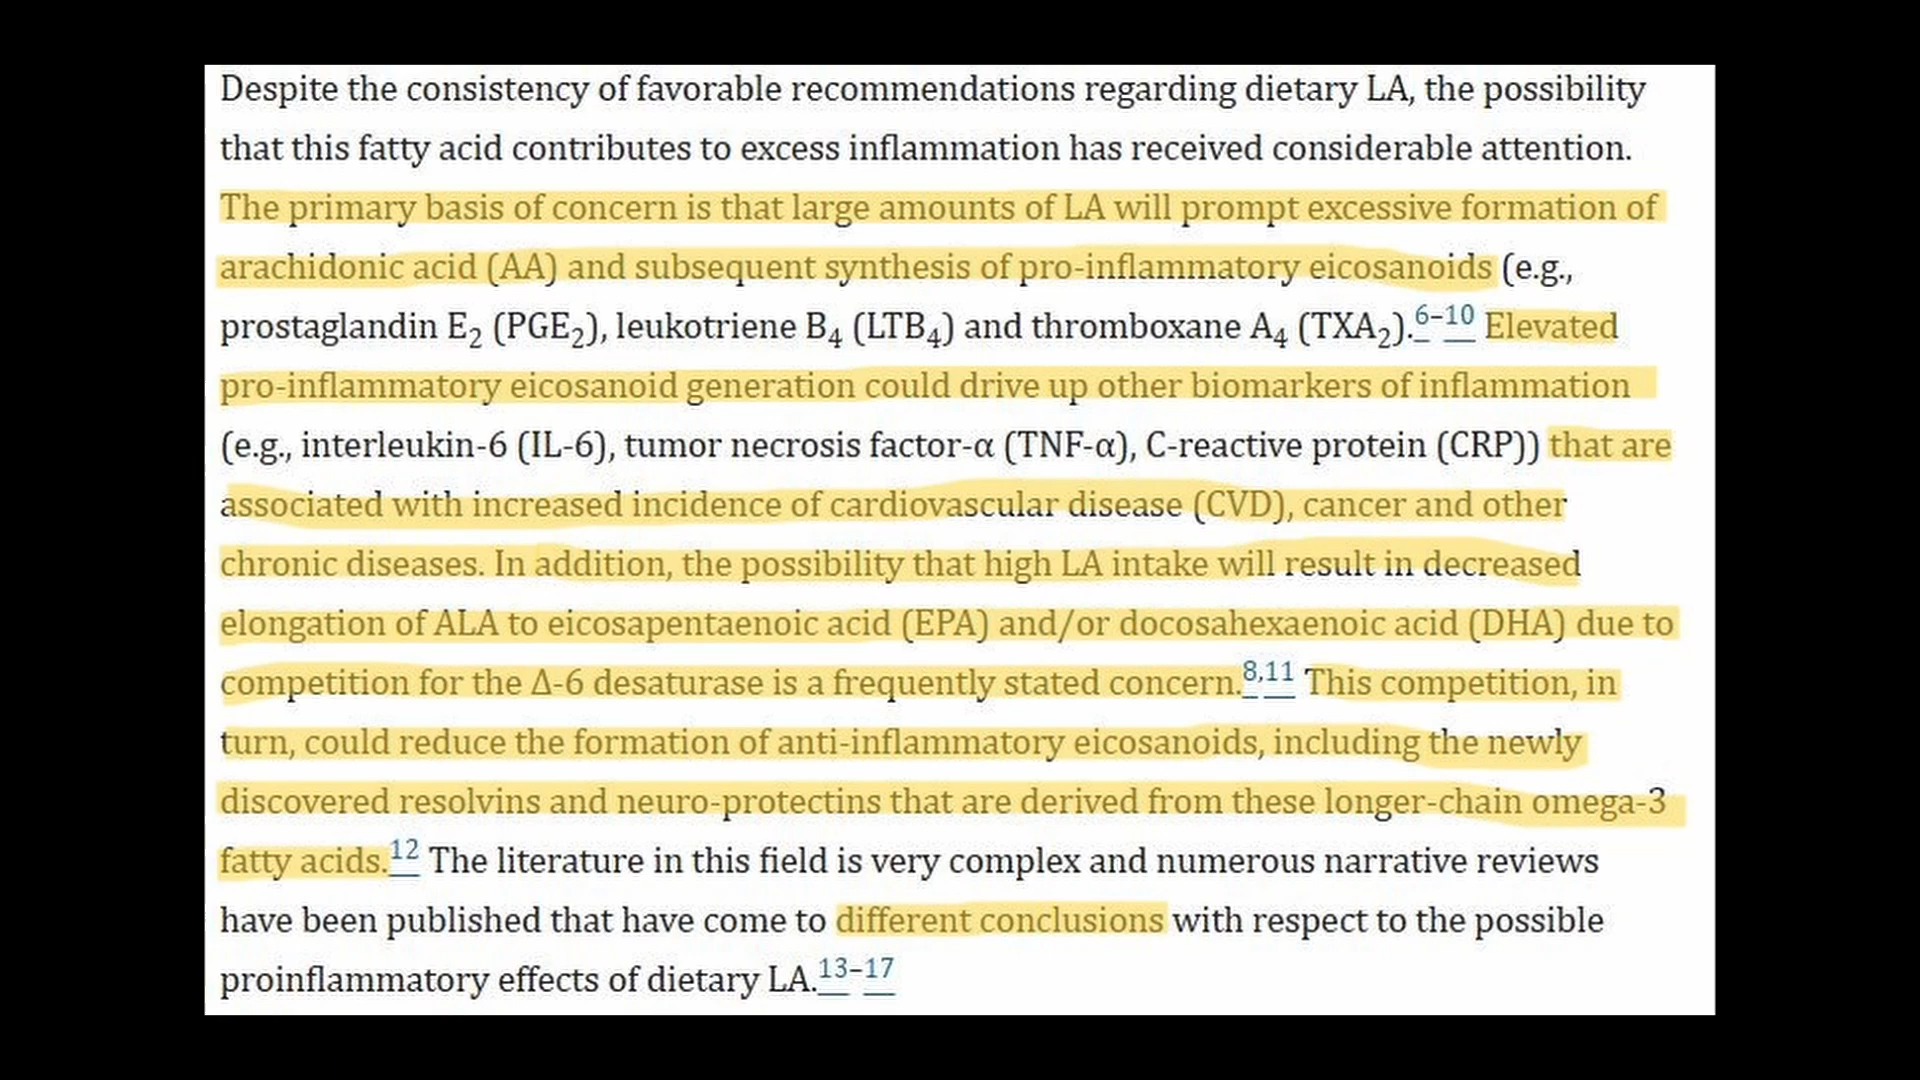 Despite the consistency of favorable recommendations regarding dietary LA, the possibility
that this fatty acid contributes to excess inflammation has received considerable attention.
The primary basis of concern is that large amounts of LA will prompt excessive formation of
arachidonic acid (AA) and subsequent synthesis of pro-inflammatory eicosanoids (e.g.,
prostaglandin E₂ (PGE₂), leukotriene B₄ (LTB₄) and thromboxane A₄ (TXA₂).⁶⁻¹⁰ Elevated
pro-inflammatory eicosanoid generation could drive up other biomarkers of inflammation
(e.g., interleukin-6 (IL-6), tumor necrosis factor-α (TNF-α), C-reactive protein (CRP)) that are
associated with increased incidence of cardiovascular disease (CVD), cancer and other
chronic diseases. In addition, the possibility that high LA intake will result in decreased
elongation of ALA to eicosapentaenoic acid (EPA) and/or docosahexaenoic acid (DHA) due to
competition for the Δ-6 desaturase is a frequently stated concern.⁸,¹¹ This competition, in
turn, could reduce the formation of anti-inflammatory eicosanoids, including the newly
discovered resolvins and neuro-protectins that are derived from these longer-chain omega-3
fatty acids.¹² The literature in this field is very complex and numerous narrative reviews
have been published that have come to different conclusions with respect to the possible
proinflammatory effects of dietary LA.¹³⁻¹⁷